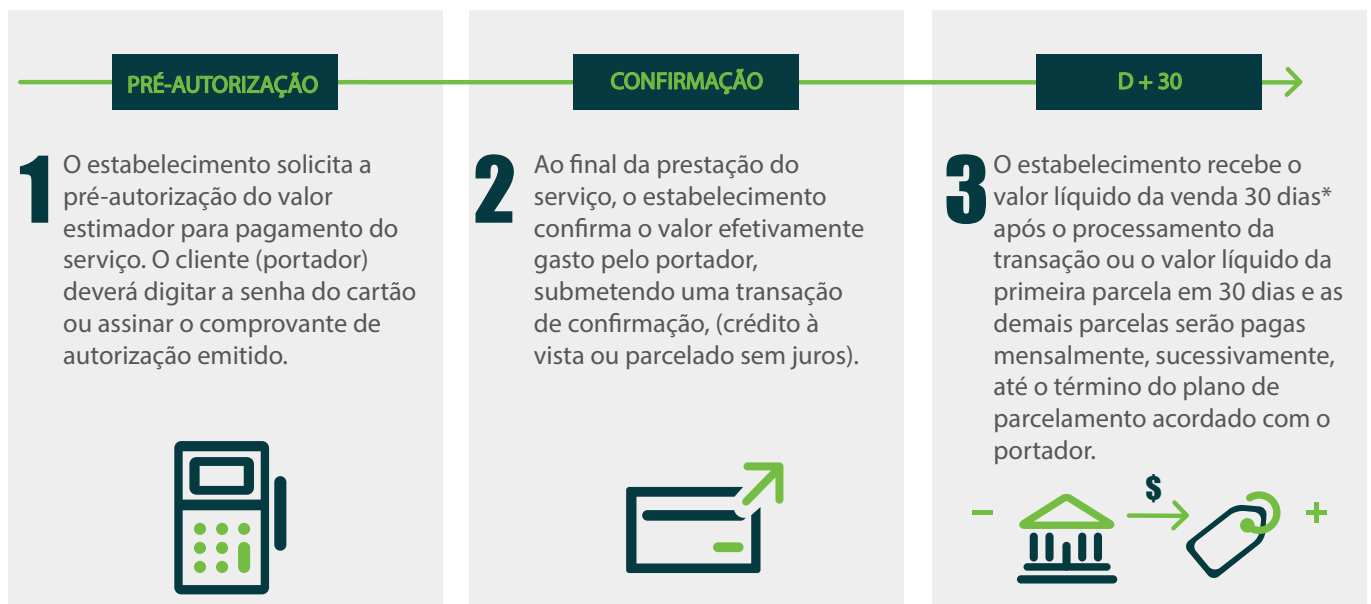 PRÉ-AUTORIZAÇÃO
1
O estabelecimento solicita a
pré-autorização do valor
estimador para pagamento do
serviço. O cliente (portador)
deverá digitar a senha do cartão
ou assinar o comprovante de
autorização emitido.
CONFIRMAÇÃO
2
Ao final da prestação do
serviço, o estabelecimento
confirma o valor efetivamente
gasto pelo portador,
submetendo uma transação
de confirmação, (crédito à
vista ou parcelado sem juros).
D + 30
3
O estabelecimento recebe o
valor líquido da venda 30 dias*
após o processamento da
transação ou o valor líquido da
primeira parcela em 30 dias e as
demais parcelas serão pagas
mensalmente, sucessivamente,
até o término do plano de
parcelamento acordado com o
portador.
$
– +